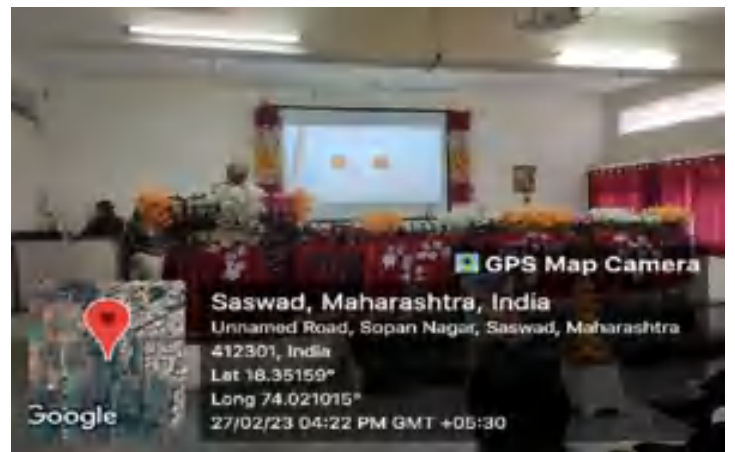 GPS Map Camera
Saswad, Maharashtra, India
Unnamed Road, Sopan Nagar, Saswad, Maharashtra
412301, India
Lat 18.35159°
Long 74.021015°
27/02/23 04:22 PM GMT +05:30
Google